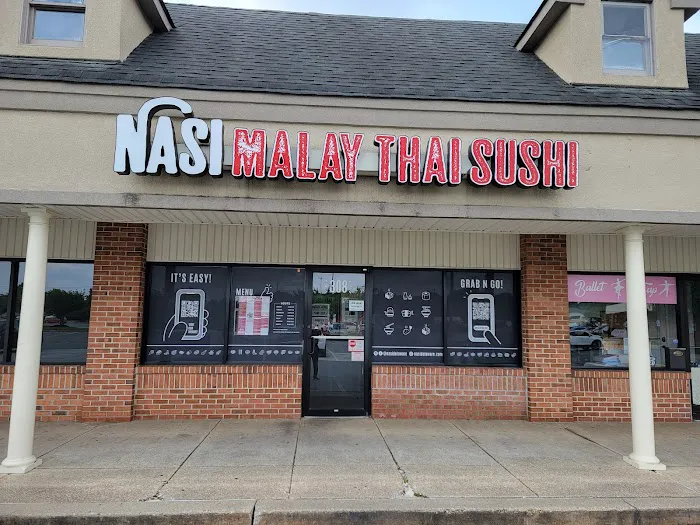 NASI MALAY THAI SUSHI
IT'S EASY!
MENU
808
GRAB N GO!
Ballet